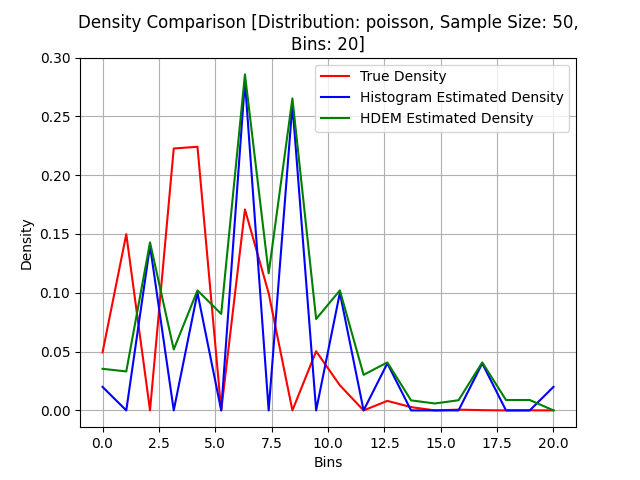 Density Comparison [Distribution: poisson, Sample Size: 50,
Bins: 20]
True Density
Histogram Estimated Density
HDEM Estimated Density
Density
0.30
0.25
0.20
0.15
0.10
0.05
0.00
0.0 2.5 5.0 7.5 10.0 12.5 15.0 17.5 20.0
Bins